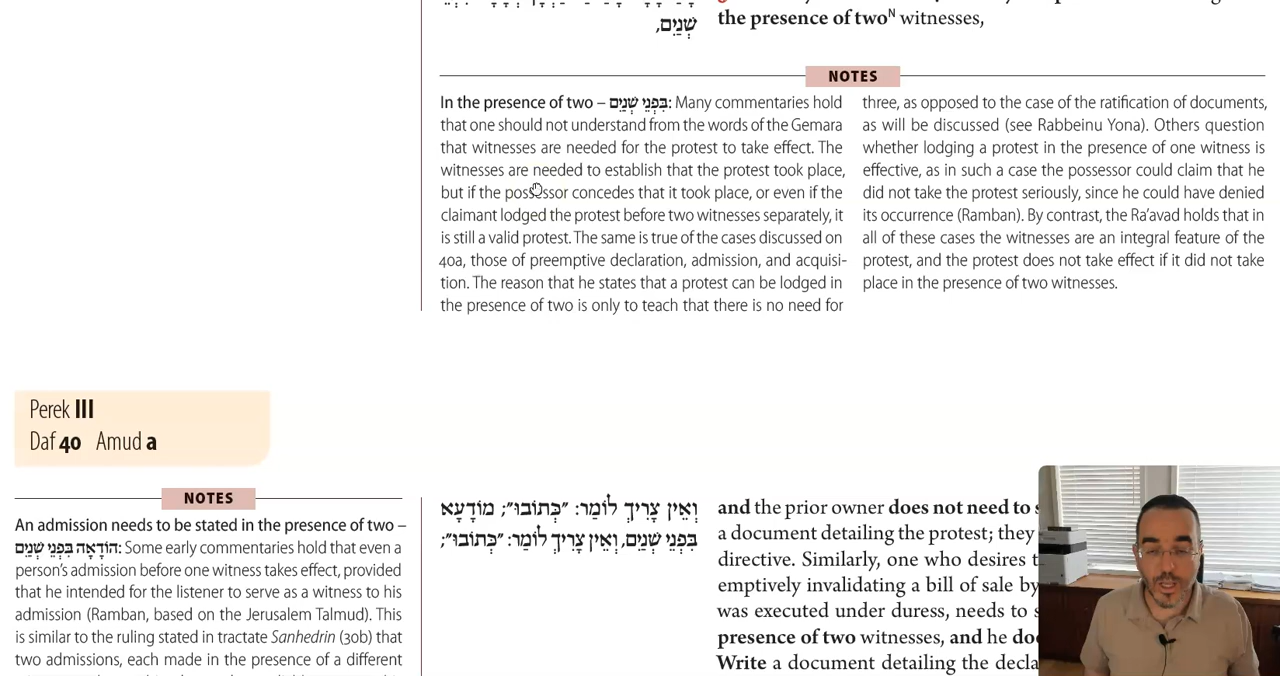 שְׁנַיִם,
the presence of twoᴺ witnesses,
NOTES
In the presence of two – בִּפְנֵי שְׁנַיִם: Many commentaries hold
that one should not understand from the words of the Gemara
that witnesses are needed for the protest to take effect. The
witnesses are needed to establish that the protest took place,
but if the possessor concedes that it took place, or even if the
claimant lodged the protest before two witnesses separately, it
is still a valid protest. The same is true of the cases discussed on
40a, those of preemptive declaration, admission, and acquisi-
tion. The reason that he states that a protest can be lodged in
the presence of two is only to teach that there is no need for
three, as opposed to the case of the ratification of documents,
as will be discussed (see Rabbeinu Yona). Others question
whether lodging a protest in the presence of one witness is
effective, as in such a case the possessor could claim that he
did not take the protest seriously, since he could have denied
its occurrence (Ramban). By contrast, the Ra'avad holds that in
all of these cases the witnesses are an integral feature of the
protest, and the protest does not take effect if it did not take
place in the presence of two witnesses.
Perek III
Daf 40 Amud a
NOTES
An admission needs to be stated in the presence of two –
הוֹדָאָה בִּפְנֵי שְׁנַיִם: Some early commentaries hold that even a
person's admission before one witness takes effect, provided
that he intended for the listener to serve as a witness to his
admission (Ramban, based on the Jerusalem Talmud). This
is similar to the ruling stated in tractate Sanhedrin (30b) that
two admissions, each made in the presence of a different
וְאֵין צָרִיךְ לוֹמַר: ״כְּתוֹבוּ״; מוֹדָעָא
בִּפְנֵי שְׁנַיִם, וְאֵין צָרִיךְ לוֹמַר: ״כְּתוֹבוּ״;
and the prior owner does not need to
a document detailing the protest; they
directive. Similarly, one who desires
emptively invalidating a bill of sale by
was executed under duress, needs to
presence of two witnesses, and he
Write a document detailing the